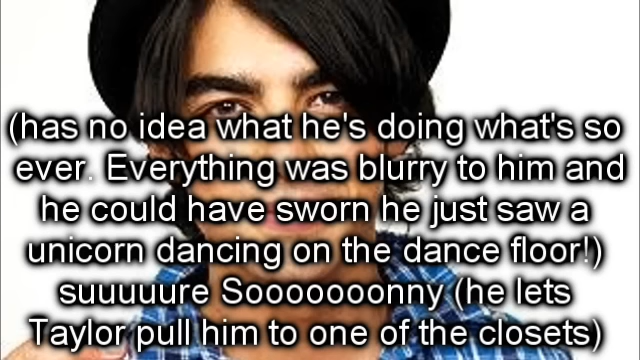 (has no idea what he's doing what's so
ever. Everything was blurry to him and
he could have sworn he just saw a
unicorn dancing on the dance floor!)
suuuuure Sooooooonny (he lets
Taylor pull him to one of the closets)